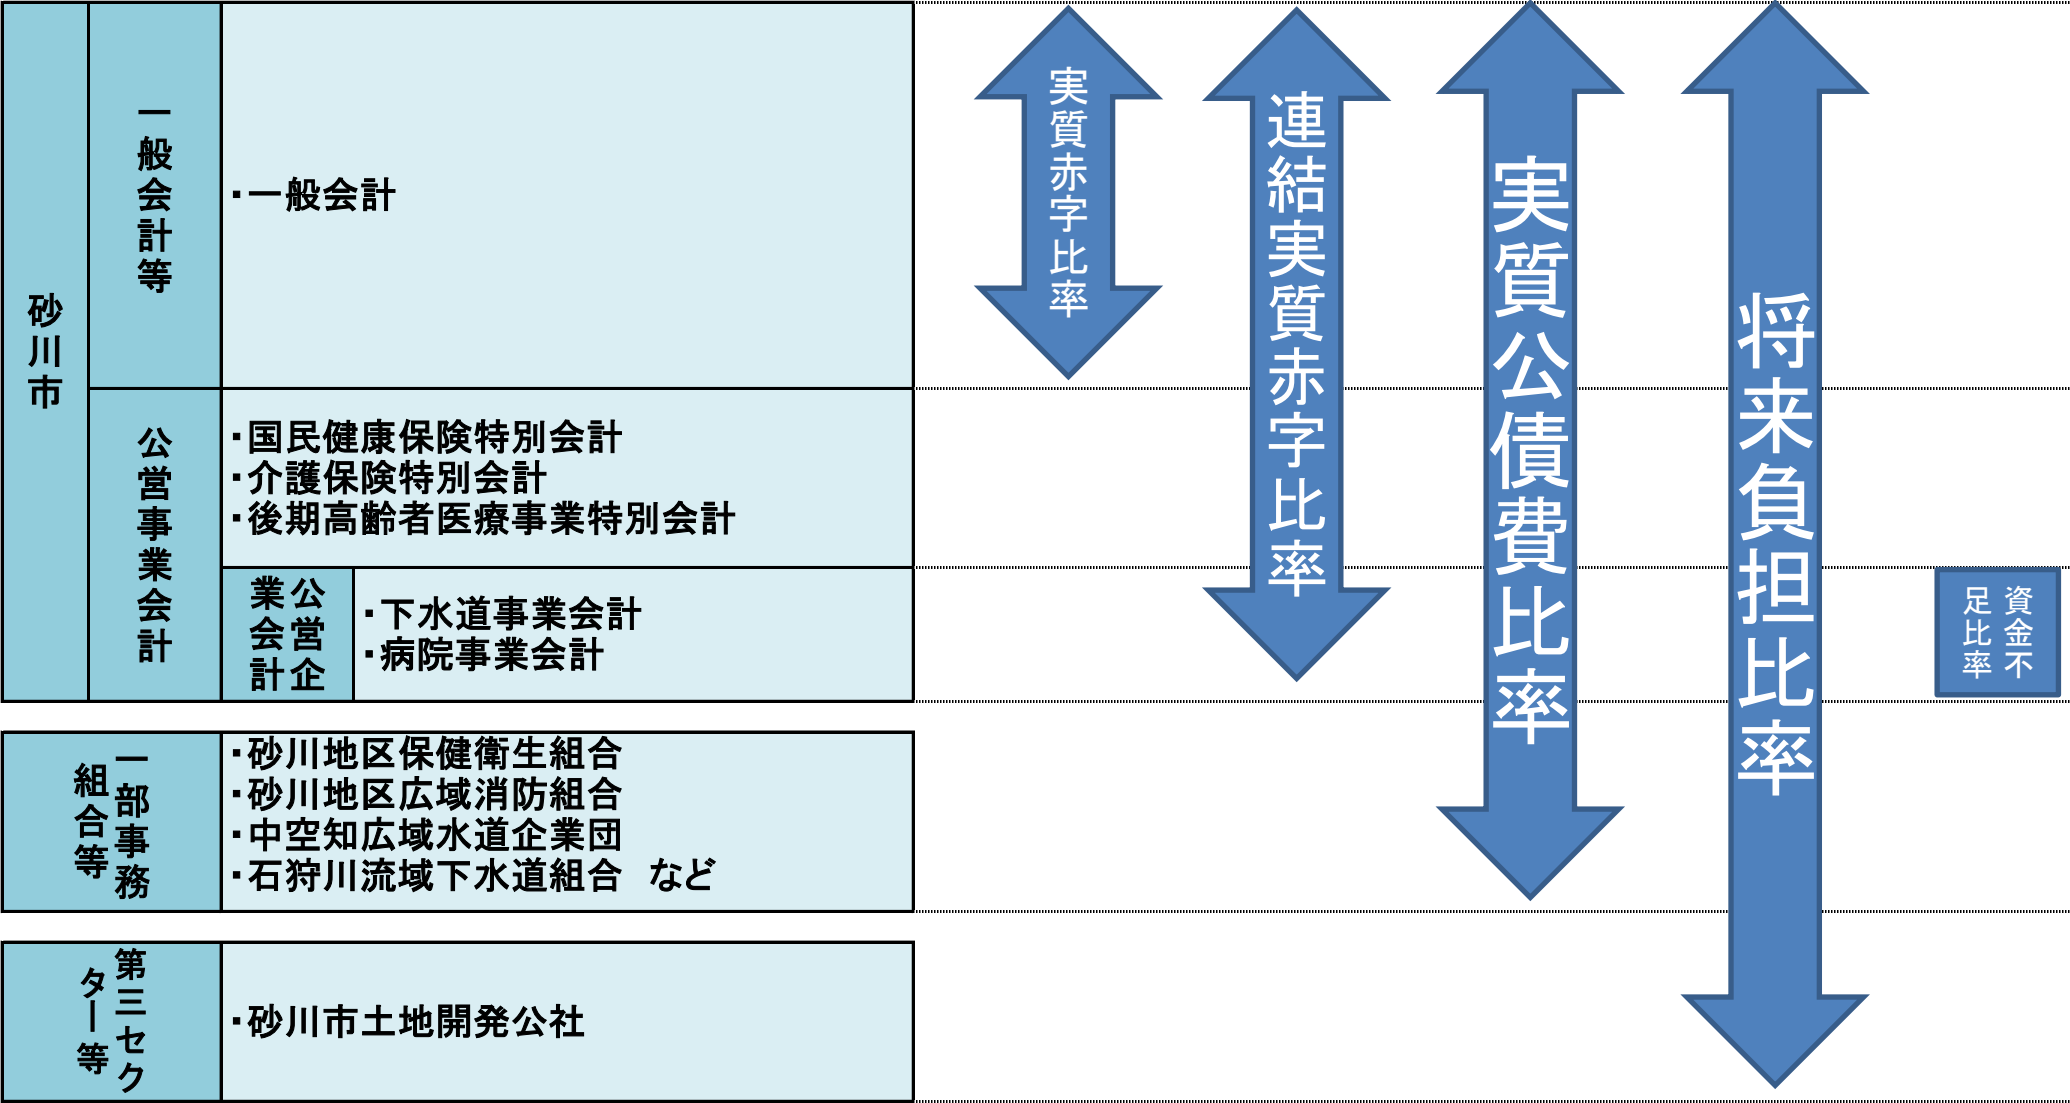 砂川市
一般会計等
・一般会計
公営事業会計
・国民健康保険特別会計
・介護保険特別会計
・後期高齢者医療事業特別会計
公営企
業会計
・下水道事業会計
・病院事業会計
一部事務
組合等
・砂川地区保健衛生組合
・砂川地区広域消防組合
・中空知広域水道企業団
・石狩川流域下水道組合　など
第三セク
ター等
・砂川市土地開発公社
実質赤字比率
連結実質赤字比率
実質公債費比率
将来負担比率
資金不
足比率